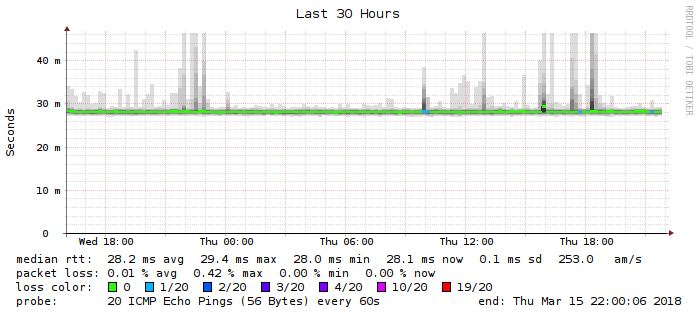 Last 30 Hours
RRDTOOL / TOBI OETIKER
Seconds
40 m
30 m
20 m
10 m
0
Wed 18:00 Thu 00:00 Thu 06:00 Thu 12:00 Thu 18:00
median rtt: 28.2 ms avg 29.4 ms max 28.0 ms min 28.1 ms now 0.1 ms sd 253.0 am/s
packet loss: 0.01 % avg 0.42 % max 0.00 % min 0.00 % now
loss color: 0 1/20 2/20 3/20 4/20 10/20 19/20
probe: 20 ICMP Echo Pings (56 Bytes) every 60s end: Thu Mar 15 22:00:06 2018